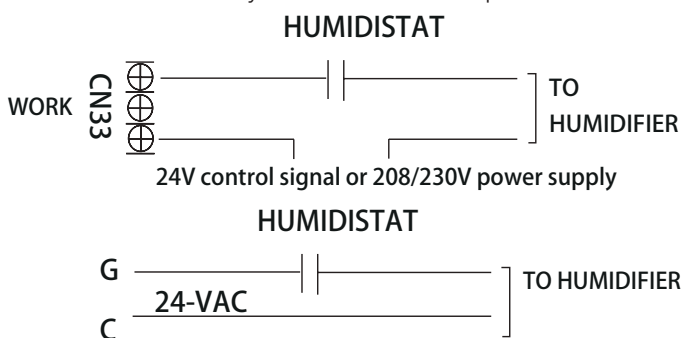 HUMIDISTAT
WORK
CN33
TO
HUMIDIFIER
24V control signal or 208/230V power supply
HUMIDISTAT
G
TO HUMIDIFIER
24-VAC
C